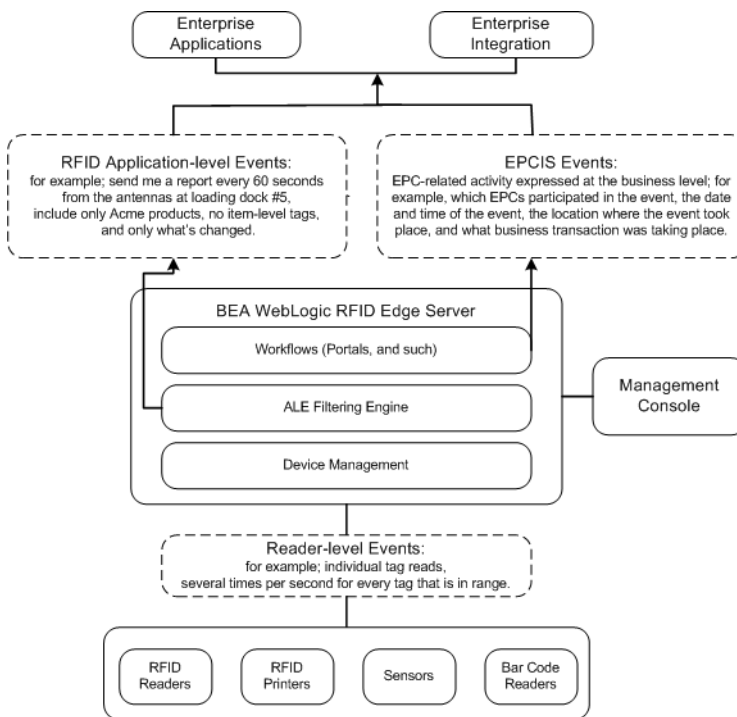 Enterprise
Applications
Enterprise
Integration
RFID Application-level Events:
for example; send me a report every 60 seconds
from the antennas at loading dock #5,
include only Acme products, no item-level tags,
and only what's changed.
EPCIS Events:
EPC-related activity expressed at the business level; for
example, which EPCs participated in the event, the date
and time of the event, the location where the event took
place, and what business transaction was taking place.
BEA WebLogic RFID Edge Server
Workflows (Portals, and such)
ALE Filtering Engine
Device Management
Management
Console
Reader-level Events:
for example; individual tag reads,
several times per second for every tag that is in range.
RFID
Readers
RFID
Printers
Sensors
Bar Code
Readers